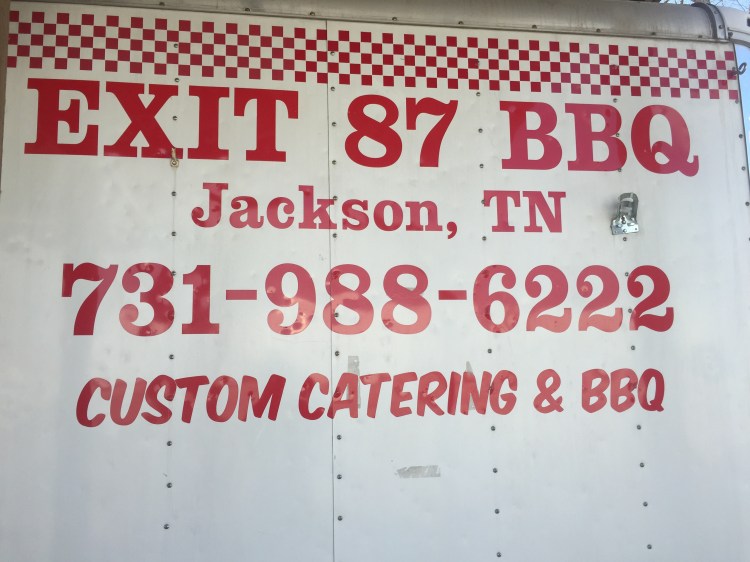 EXIT 87 BBQ
Jackson, TN
731-988-6222
CUSTOM CATERING & BBQ